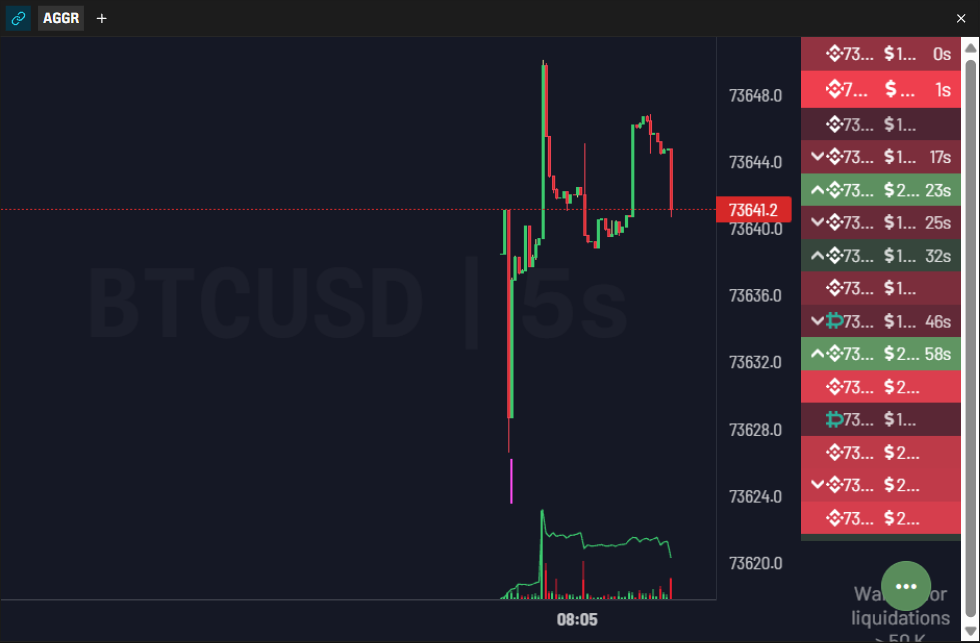 AGGR +
BTCUSD | 5s
73648.0
73644.0
73641.2
73640.0
73636.0
73632.0
73628.0
73624.0
73620.0
08:05
73... $1... 0s
7... $... 1s
73... $1...
73... $1... 17s
73... $2... 23s
73... $1... 25s
73... $1... 32s
73... $1...
73... $1... 46s
73... $2... 58s
73... $2...
73... $1...
73... $2...
73... $2...
73... $2...
liquidations